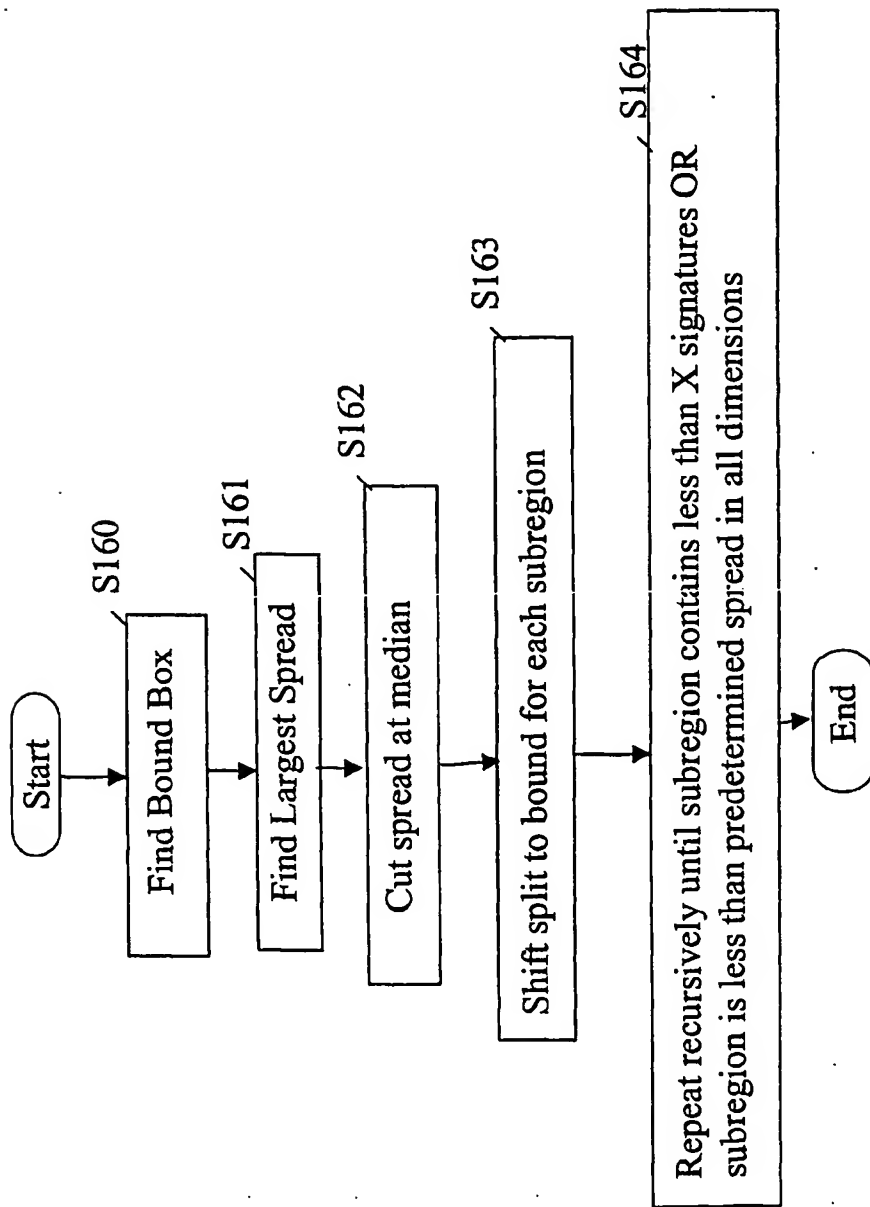 Start
S160
Find Bound Box
S161
Find Largest Spread
S162
Cut spread at median
S163
Shift split to bound for each subregion
S164
Repeat recursively until subregion contains less than X signatures OR
subregion is less than predetermined spread in all dimensions
End